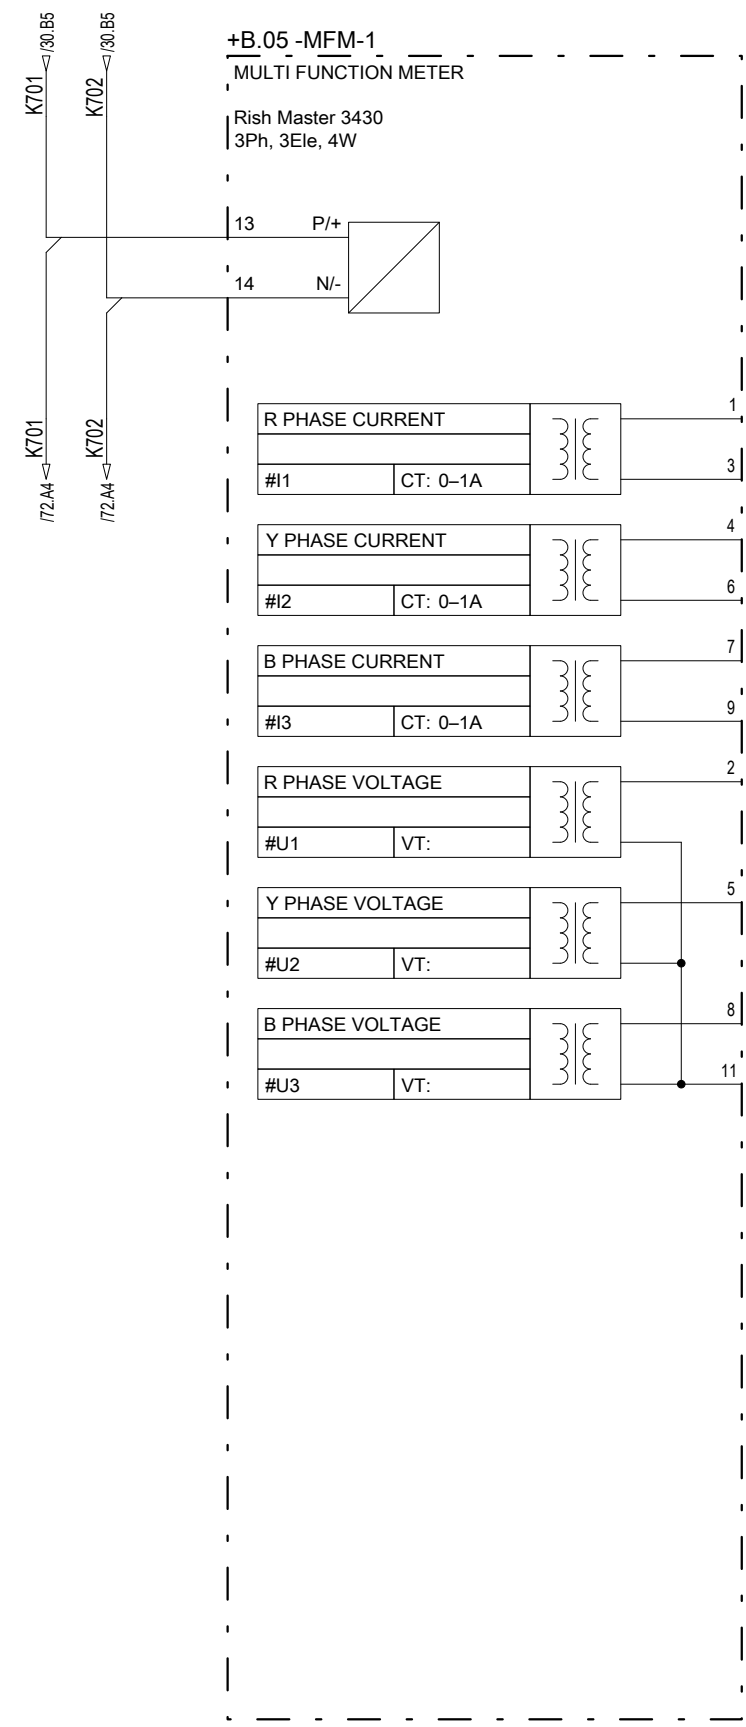 /30.B5
/30.B5
K701
K702
+B.05 -MFM-1
MULTI FUNCTION METER
Rish Master 3430
3Ph, 3Ele, 4W
13 P/+
14 N/-
K701
K702
/72.A4
/72.A4
R PHASE CURRENT
1
#I1 CT: 0–1A
3
Y PHASE CURRENT
4
#I2 CT: 0–1A
6
B PHASE CURRENT
7
#I3 CT: 0–1A
9
R PHASE VOLTAGE
2
#U1 VT:
Y PHASE VOLTAGE
5
#U2 VT:
B PHASE VOLTAGE
8
#U3 VT:
11